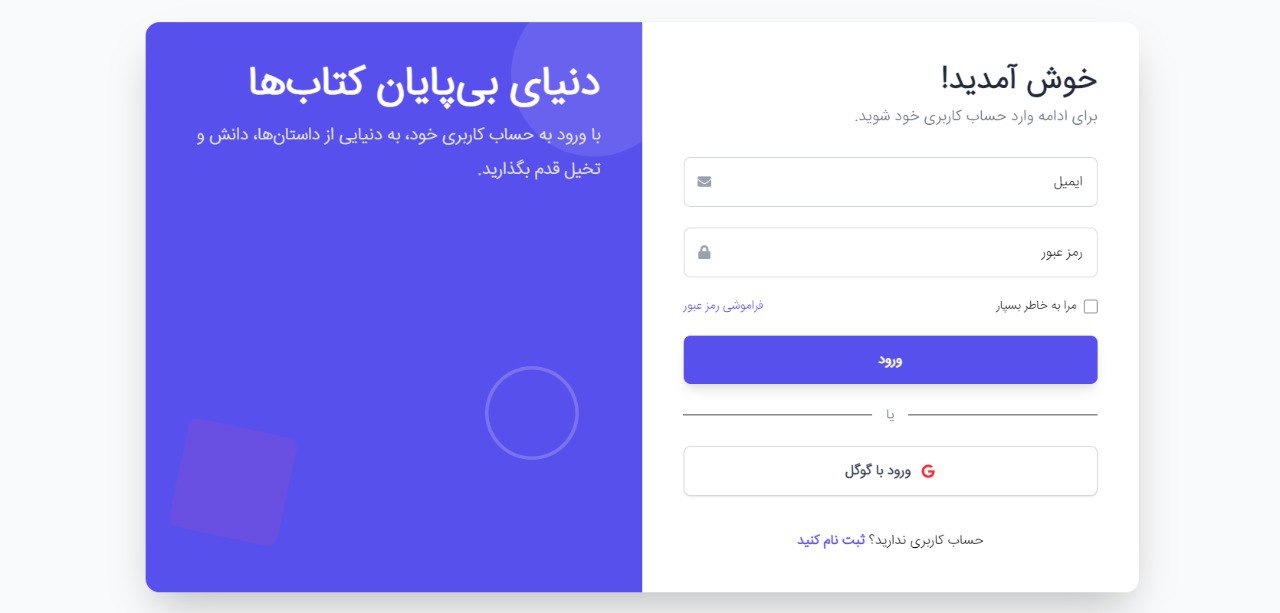 خوش آمدید!
برای ادامه وارد حساب کاربری خود شوید.
ایمیل
رمز عبور
مرا به خاطر بسپار
فراموشی رمز عبور
ورود
یا
ورود با گوگل
حساب کاربری ندارید؟ ثبت نام کنید
دنیای بی‌پایان کتاب‌ها
با ورود به حساب کاربری خود، به دنیایی از داستان‌ها، دانش و
تخیل قدم بگذارید.